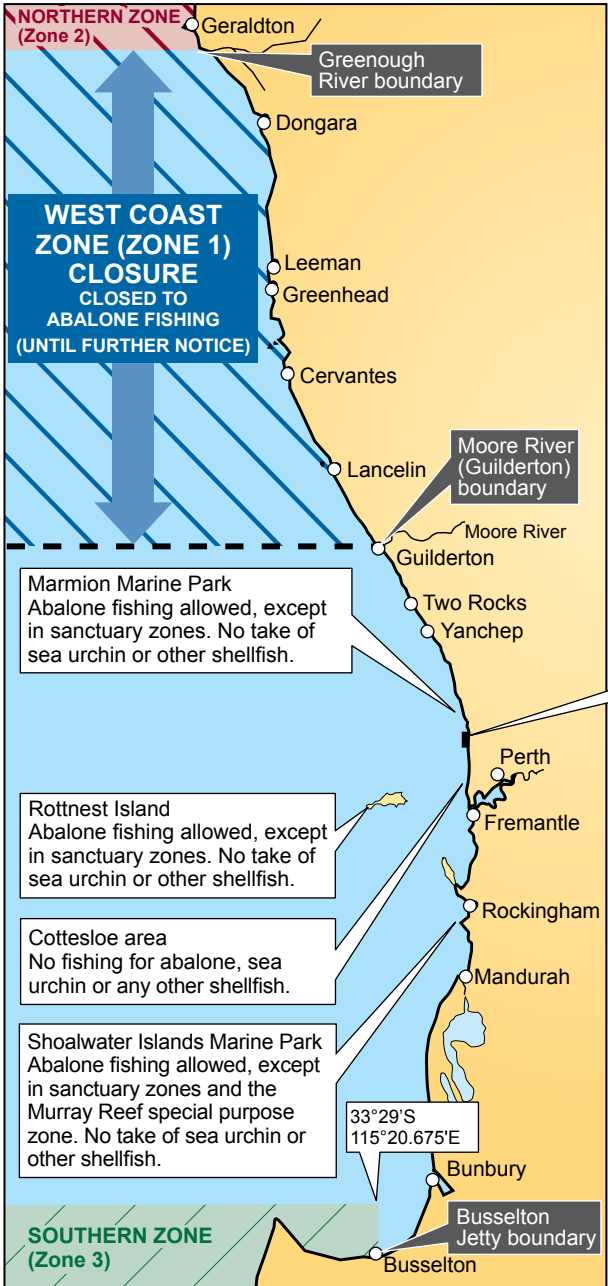 NORTHERN ZONE
(Zone 2)
Geraldton
Greenough
River boundary
Dongara
WEST COAST
ZONE (ZONE 1)
CLOSURE
CLOSED TO
ABALONE FISHING
(UNTIL FURTHER NOTICE)
Leeman
Greenhead
Cervantes
Lancelin
Moore River
(Guilderton)
boundary
Moore River
Guilderton
Marmion Marine Park
Abalone fishing allowed, except
in sanctuary zones. No take of
sea urchin or other shellfish.
Two Rocks
Yanchep
Perth
Rottnest Island
Abalone fishing allowed, except
in sanctuary zones. No take of
sea urchin or other shellfish.
Fremantle
Cottesloe area
No fishing for abalone, sea
urchin or any other shellfish.
Rockingham
Mandurah
Shoalwater Islands Marine Park
Abalone fishing allowed, except
in sanctuary zones and the
Murray Reef special purpose
zone. No take of sea urchin or
other shellfish.
33°29'S
115°20.675'E
Bunbury
Busselton
Jetty boundary
SOUTHERN ZONE
(Zone 3)
Busselton